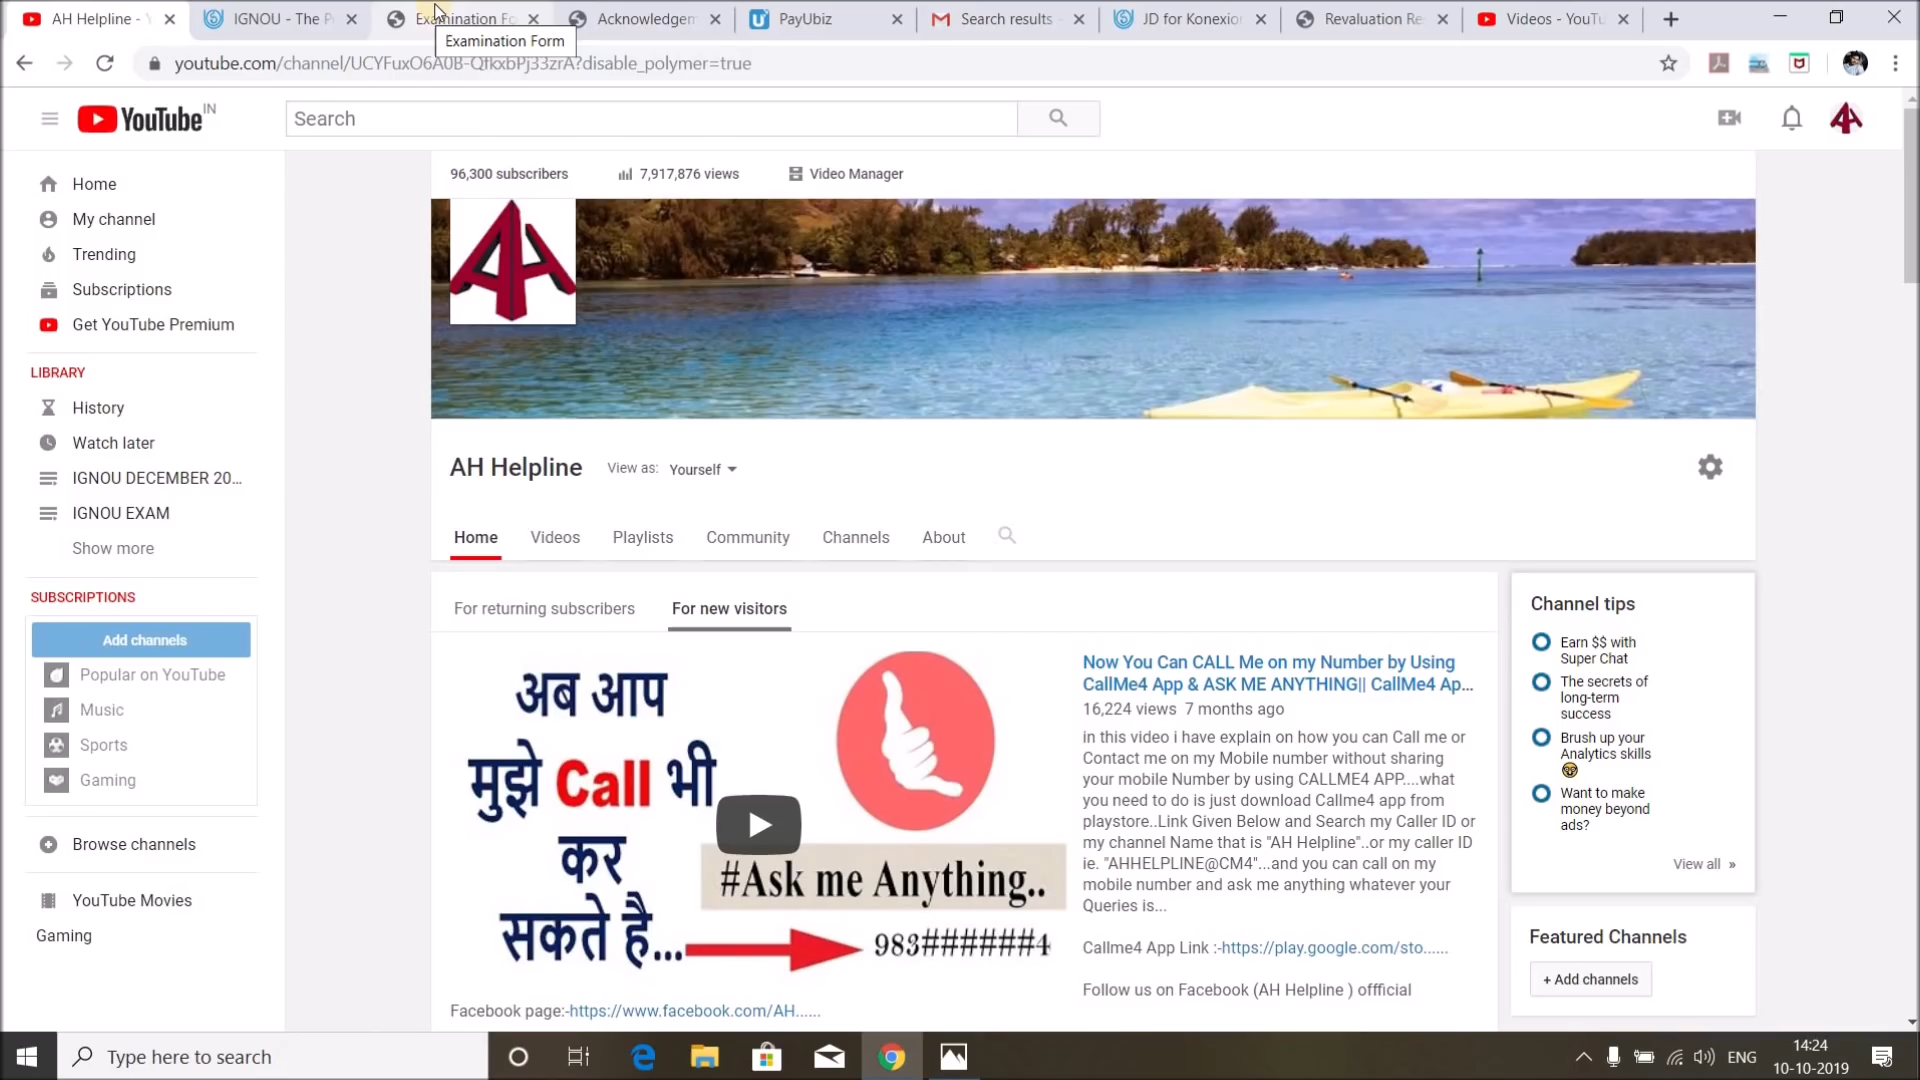 AH Helpline -
IGNOU - The P
Examination Fo
Acknowledgem
PayUbiz
Search results
JD for Konexion
Revaluation Re
Videos - YouTu
Examination Form
youtube.com/channel/UCYFuxO6A0B-QfkxbPj33zrA?disable_polymer=true
YouTube IN
Search
96,300 subscribers
7,917,876 views
Video Manager
Home
My channel
Trending
Subscriptions
Get YouTube Premium
LIBRARY
History
Watch later
IGNOU DECEMBER 20...
IGNOU EXAM
Show more
SUBSCRIPTIONS
Add channels
Popular on YouTube
Music
Sports
Gaming
Browse channels
YouTube Movies
Gaming
AH Helpline
View as: Yourself
Home Videos Playlists Community Channels About
For returning subscribers
For new visitors
अब आप
मुझे Call भी
कर
सकते है...
#Ask me Anything..
983######4
Now You Can CALL Me on my Number by Using
CallMe4 App & ASK ME ANYTHING|| CallMe4 Ap...
16,224 views 7 months ago
in this video i have explain on how you can Call me or
Contact me on my Mobile number without sharing
your mobile Number by using CALLME4 APP....what
you need to do is just download Callme4 app from
playstore..Link Given Below and Search my Caller ID or
my channel Name that is "AH Helpline"..or my caller ID
ie. "AHHELPLINE@CM4"...and you can call on my
mobile number and ask me anything whatever your
Queries is...
Callme4 App Link :-https://play.google.com/sto......
Follow us on Facebook (AH Helpline ) offficial
Facebook page:-https://www.facebook.com/AH......
Channel tips
Earn $$ with
Super Chat
The secrets of
long-term
success
Brush up your
Analytics skills
Want to make
money beyond
ads?
View all »
Featured Channels
+ Add channels
Type here to search
ENG
14:24
10-10-2019